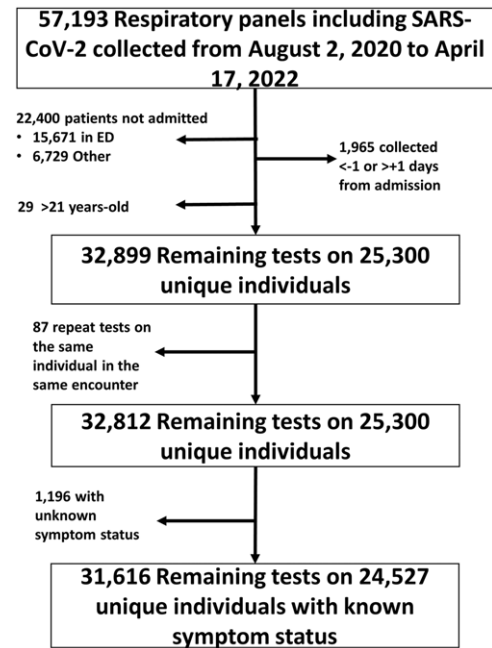 57,193 Respiratory panels including SARS-
CoV-2 collected from August 2, 2020 to April
17, 2022
22,400 patients not admitted
• 15,671 in ED
• 6,729 Other
1,965 collected
<-1 or >+1 days
from admission
29 >21 years-old
32,899 Remaining tests on 25,300
unique individuals
87 repeat tests on
the same
individual in the
same encounter
32,812 Remaining tests on 25,300
unique individuals
1,196 with
unknown
symptom status
31,616 Remaining tests on 24,527
unique individuals with known
symptom status